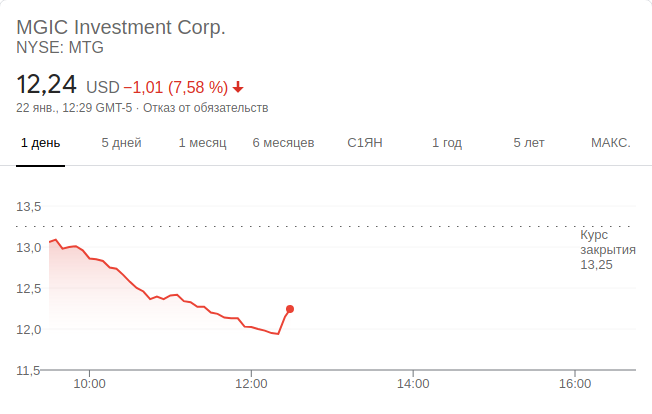 MGIC Investment Corp.
NYSE: MTG
12,24 USD −1,01 (7,58 %)
22 янв., 12:29 GMT-5 · Отказ от обязательств
1 день 5 дней 1 месяц 6 месяцев С1ЯН 1 год 5 лет МАКС.
13,5
Курс
закрытия
13,25
13,0
12,5
12,0
11,5
10:00 12:00 14:00 16:00